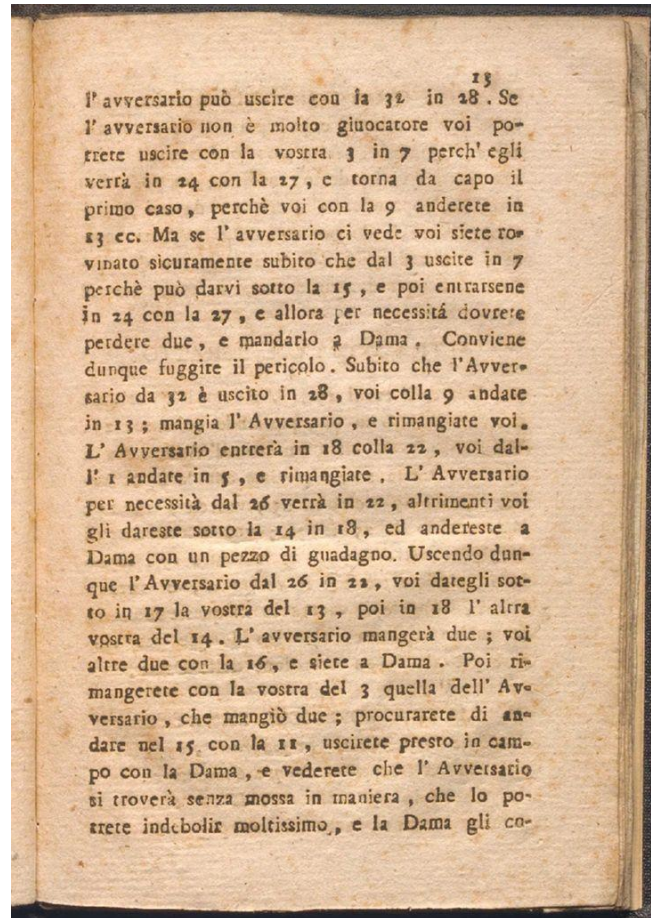 13
l' avversario può uscire con la 32 in 28. Se
l' avversario non è molto giuocatore voi po-
trete uscire con la vostra 3 in 7 perch' egli
verrà in 24 con la 27, e torna da capo il
primo caso, perchè voi con la 9 anderete in
13 ec. Ma se l' avversario ci vede voi siete ro-
vinato sicuramente subito che dal 3 uscite in 7
perchè può darvi sotto la 15, e poi entrarsene
in 24 con la 27, e allora per necessitá dovrete
perdere due, e mandarlo a Dama. Conviene
dunque fuggire il pericolo. Subito che l'Avver-
sario da 32 è uscito in 28, voi colla 9 andate
in 13; mangia l' Avversario, e rimangiate voi.
L' Avversario entrerà in 18 colla 22, voi dal-
l' 1 andate in 5, e rimangiate. L' Avversario
per necessità dal 26 verrà in 22, altrimenti voi
gli dareste sotto la 14 in 18, ed andereste a
Dama con un pezzo di guadagno. Uscendo dun-
que l'Avversario dal 26 in 22, voi dategli sot-
to in 17 la vostra del 13, poi in 18 l' altra
vostra del 14. L' avversario mangerà due; voi
altre due con la 16, e siete a Dama. Poi ri-
mangerete con la vostra del 3 quella dell' Av-
versario, che mangiò due; procurarete di an-
dare nel 15 con la 11, uscirete presto in cam-
po con la Dama, e vederete che l' Avversario
si troverà senza mossa in maniera, che lo po-
trete indebolir moltissimo, e la Dama gli co-